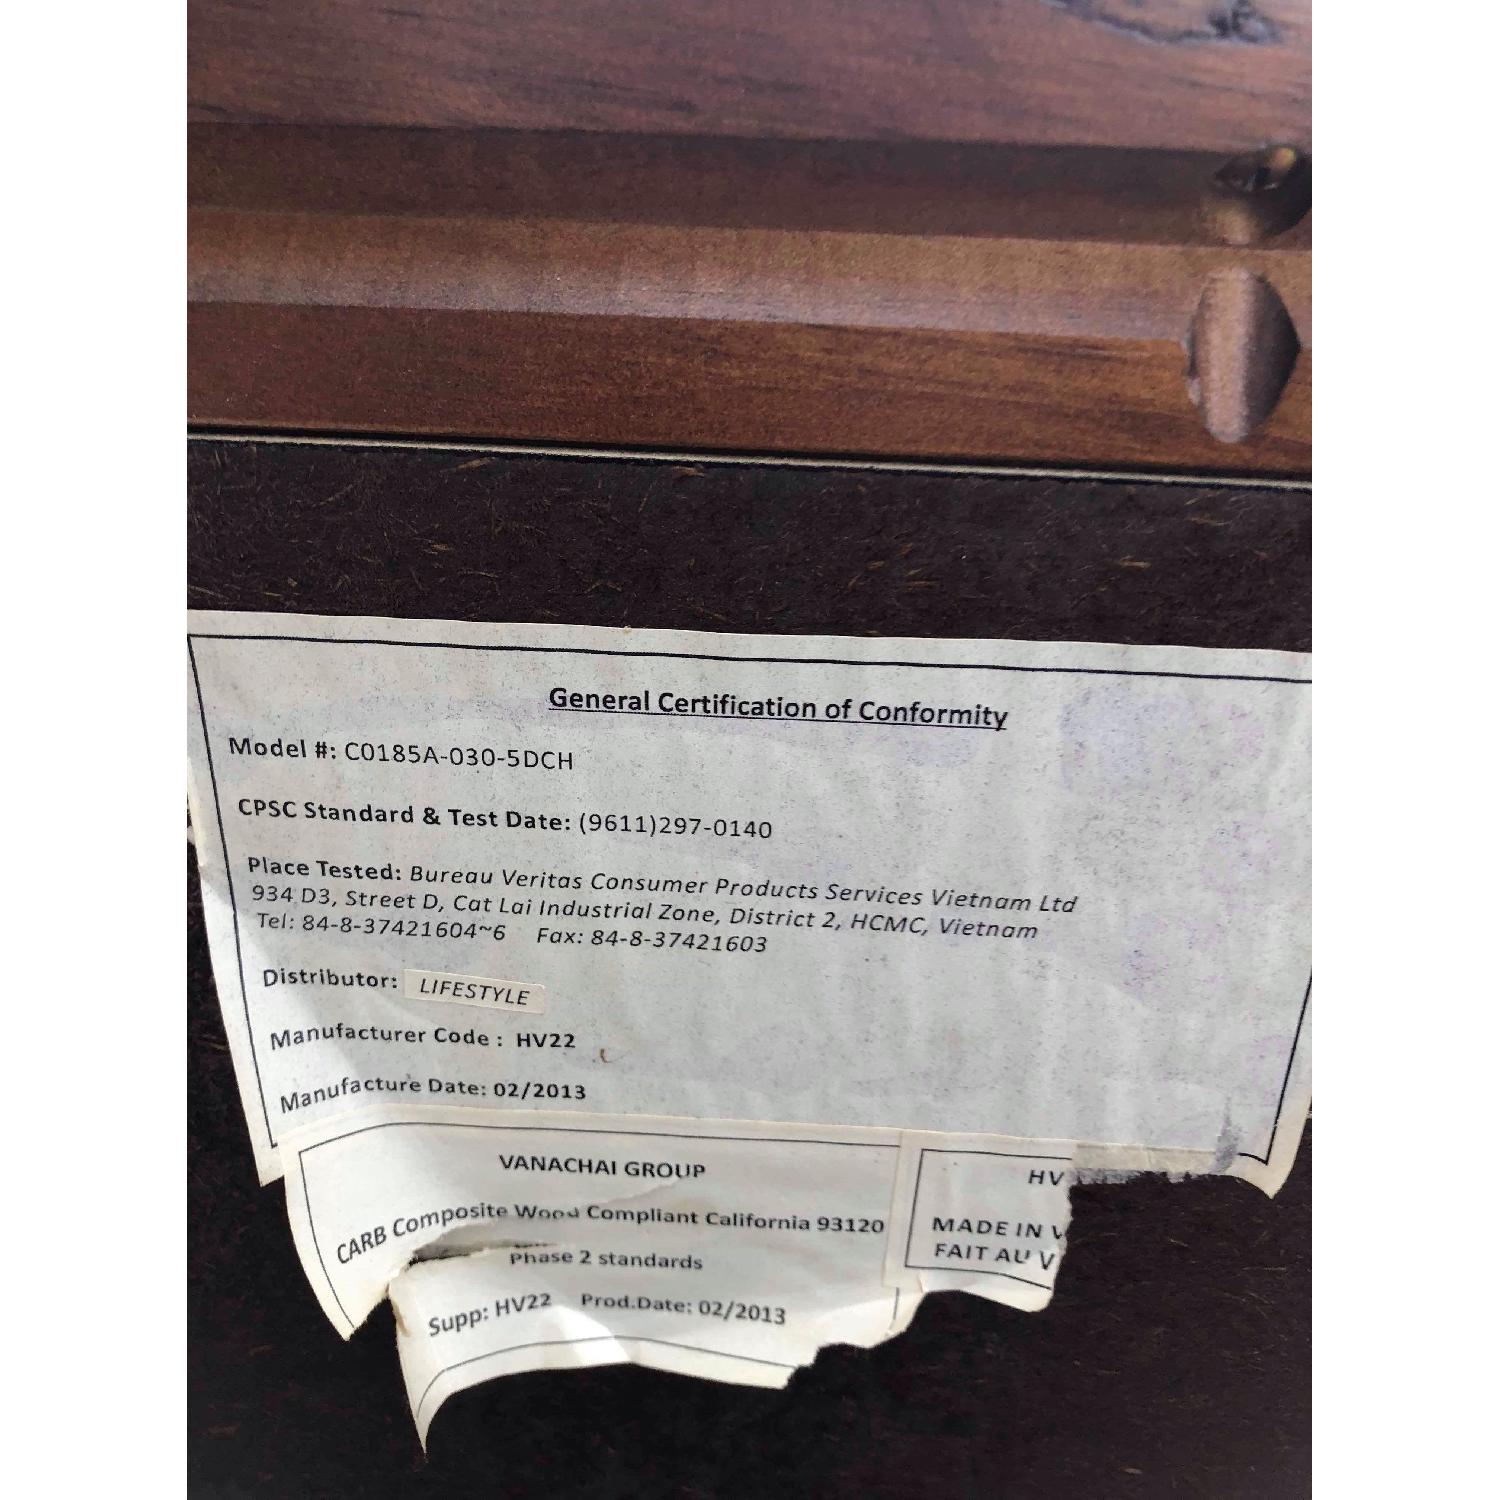 General Certification of Conformity
Model #: C0185A-030-5DCH
CPSC Standard & Test Date: (9611)297-0140
Place Tested: Bureau Veritas Consumer Products Services Vietnam Ltd
934 D3, Street D, Cat Lai Industrial Zone, District 2, HCMC, Vietnam
Tel: 84-8-37421604~6 Fax: 84-8-37421603
Distributor: LIFESTYLE
Manufacturer Code : HV22
Manufacture Date: 02/2013
VANACHAI GROUP
CARB Composite Wood Compliant California 93120
Phase 2 standards
Supp: HV22 Prod.Date: 02/2013
HV
MADE IN V
FAIT AU V